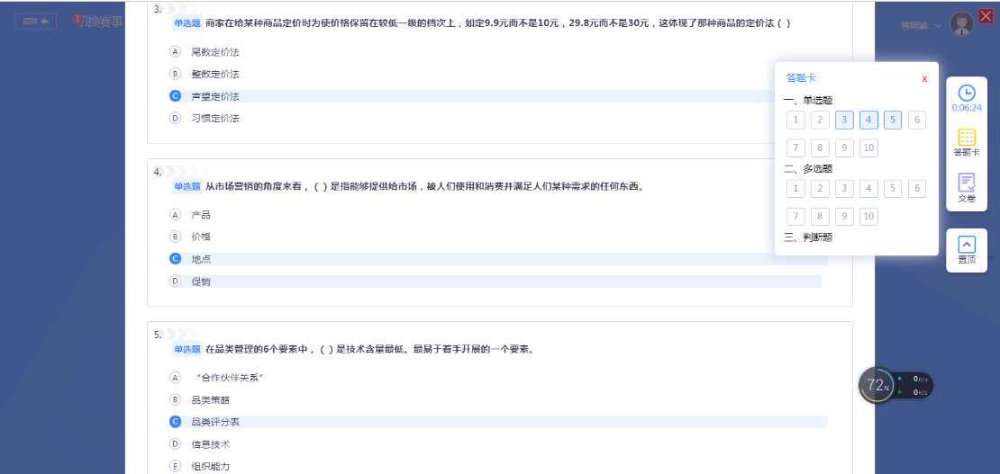 返回
切换赛事
1
曹阿瞒
3.
单选题 商家在给某种商品定价时为使价格保留在较低一级的档次上，如定9.9元而不是10元，29.8元而不是30元，这体现了那种商品的定价法（ ）
A 尾数定价法
B 整数定价法
C 声望定价法
D 习惯定价法
4.
单选题 从市场营销的角度来看，（ ）是指能够提供给市场，被人们使用和消费并满足人们某种需求的任何东西。
A 产品
B 价格
C 地点
D 促销
5.
单选题 在品类管理的6个要素中，（ ）是技术含量最低、最易于着手开展的一个要素。
A “合作伙伴关系”
B 品类策略
C 品类评分表
D 信息技术
E 组织能力
答题卡 x
一、单选题
1 2 3 4 5 6
7 8 9 10
二、多选题
1 2 3 4 5 6
7 8 9 10
三、判断题
0:06:24
答题卡
交卷
置顶
72%
0K/s
0K/s